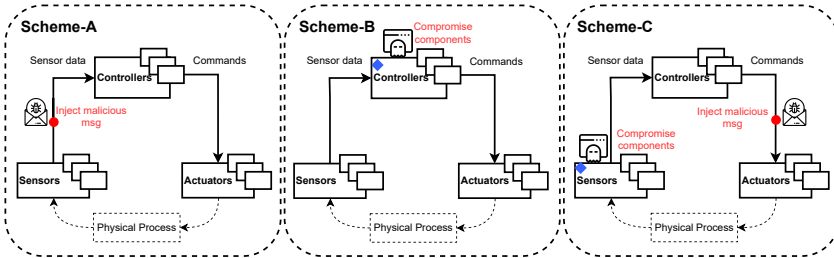 Scheme-A
Sensor data
Commands
Controllers
Inject malicious
msg
Sensors
Actuators
Physical Process
Scheme-B
Compromise
components
Sensor data
Commands
Controllers
Sensors
Actuators
Physical Process
Scheme-C
Sensor data
Commands
Controllers
Inject malicious
msg
Compromise
components
Sensors
Actuators
Physical Process